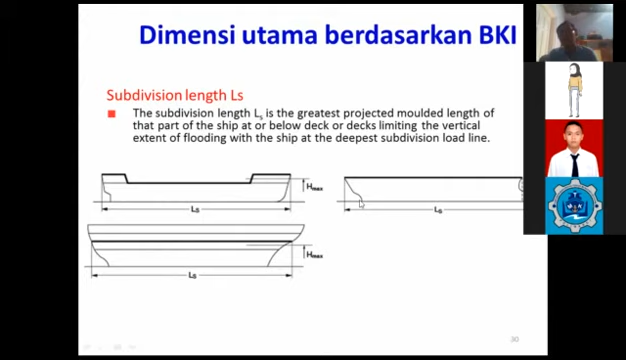 Dimensi utama berdasarkan BKI
Subdivision length Ls
The subdivision length Ls is the greatest projected moulded length of
that part of the ship at or below deck or decks limiting the vertical
extent of flooding with the ship at the deepest subdivision load line.
Hmax
Ls
Ls
Hmax
Ls
30